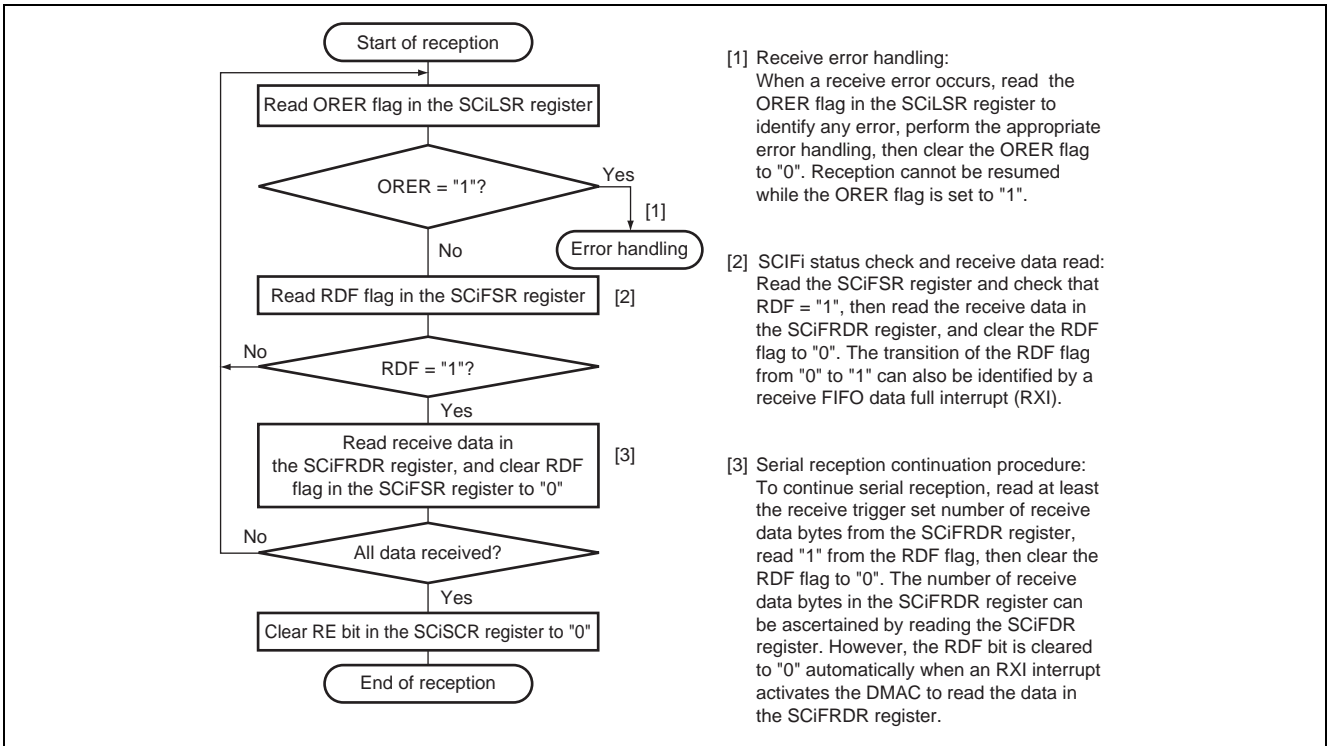 Start of reception
Read ORER flag in the SCiLSR register
ORER = "1"?
Yes
[1]
Error handling
No
Read RDF flag in the SCiFSR register
[2]
No
RDF = "1"?
Yes
Read receive data in
the SCiFRDR register, and clear RDF
flag in the SCiFSR register to "0"
[3]
No
All data received?
Yes
Clear RE bit in the SCiSCR register to "0"
End of reception
[1] Receive error handling:
When a receive error occurs, read the
ORER flag in the SCiLSR register to
identify any error, perform the appropriate
error handling, then clear the ORER flag
to "0". Reception cannot be resumed
while the ORER flag is set to "1".
[2] SCIFi status check and receive data read:
Read the SCiFSR register and check that
RDF = "1", then read the receive data in
the SCiFRDR register, and clear the RDF
flag to "0". The transition of the RDF flag
from "0" to "1" can also be identified by a
receive FIFO data full interrupt (RXI).
[3] Serial reception continuation procedure:
To continue serial reception, read at least
the receive trigger set number of receive
data bytes from the SCiFRDR register,
read "1" from the RDF flag, then clear the
RDF flag to "0". The number of receive
data bytes in the SCiFRDR register can
be ascertained by reading the SCiFDR
register. However, the RDF bit is cleared
to "0" automatically when an RXI interrupt
activates the DMAC to read the data in
the SCiFRDR register.